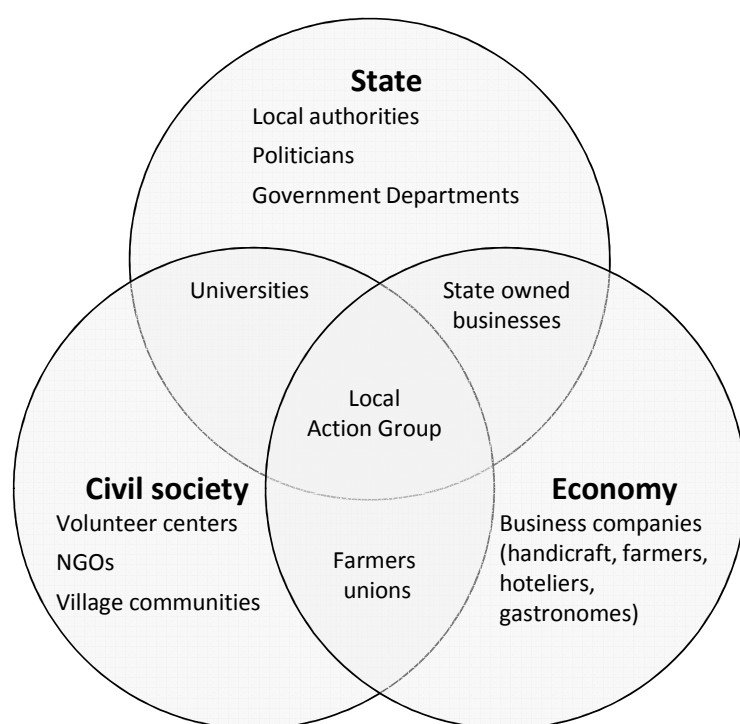 State
Local authorities
Politicians
Government Departments
Universities
State owned
businesses
Local
Action Group
Civil society
Volunteer centers
NGOs
Village communities
Farmers
unions
Economy
Business companies
(handicraft, farmers,
hoteliers,
gastronomes)